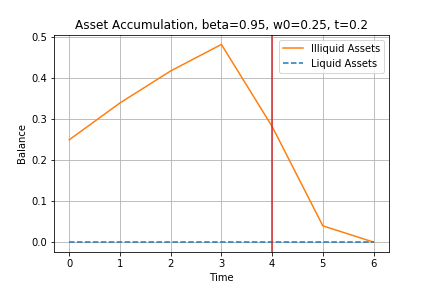 Asset Accumulation, beta=0.95, w0=0.25, t=0.2
Illiquid Assets
Liquid Assets
Balance
0.5
0.4
0.3
0.2
0.1
0.0
0 1 2 3 4 5 6
Time